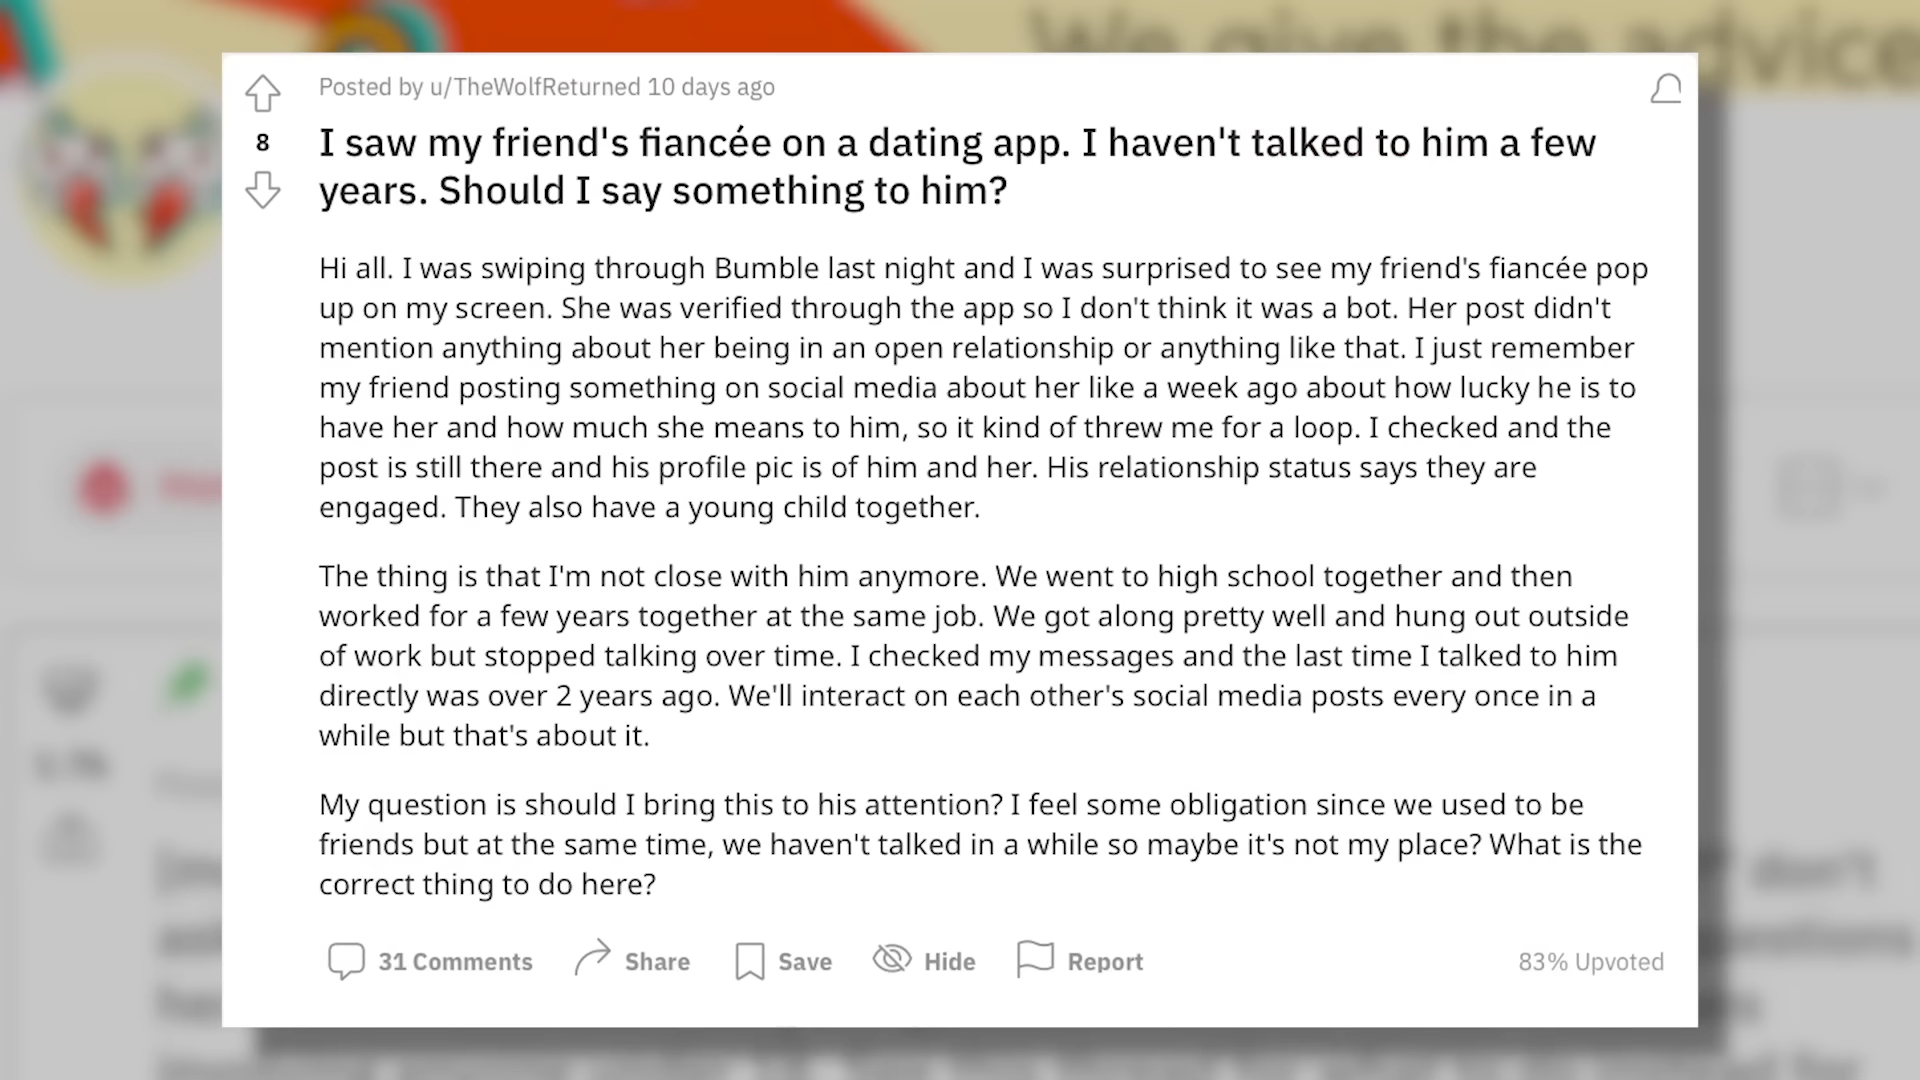 We give the advice
Posted by u/TheWolfReturned 10 days ago
8
I saw my friend's fiancée on a dating app. I haven't talked to him a few
years. Should I say something to him?
Hi all. I was swiping through Bumble last night and I was surprised to see my friend's fiancée pop
up on my screen. She was verified through the app so I don't think it was a bot. Her post didn't
mention anything about her being in an open relationship or anything like that. I just remember
my friend posting something on social media about her like a week ago about how lucky he is to
have her and how much she means to him, so it kind of threw me for a loop. I checked and the
post is still there and his profile pic is of him and her. His relationship status says they are
engaged. They also have a young child together.
The thing is that I'm not close with him anymore. We went to high school together and then
worked for a few years together at the same job. We got along pretty well and hung out outside
of work but stopped talking over time. I checked my messages and the last time I talked to him
directly was over 2 years ago. We'll interact on each other's social media posts every once in a
while but that's about it.
My question is should I bring this to his attention? I feel some obligation since we used to be
friends but at the same time, we haven't talked in a while so maybe it's not my place? What is the
correct thing to do here?
31 Comments Share Save Hide Report 83% Upvoted
don't